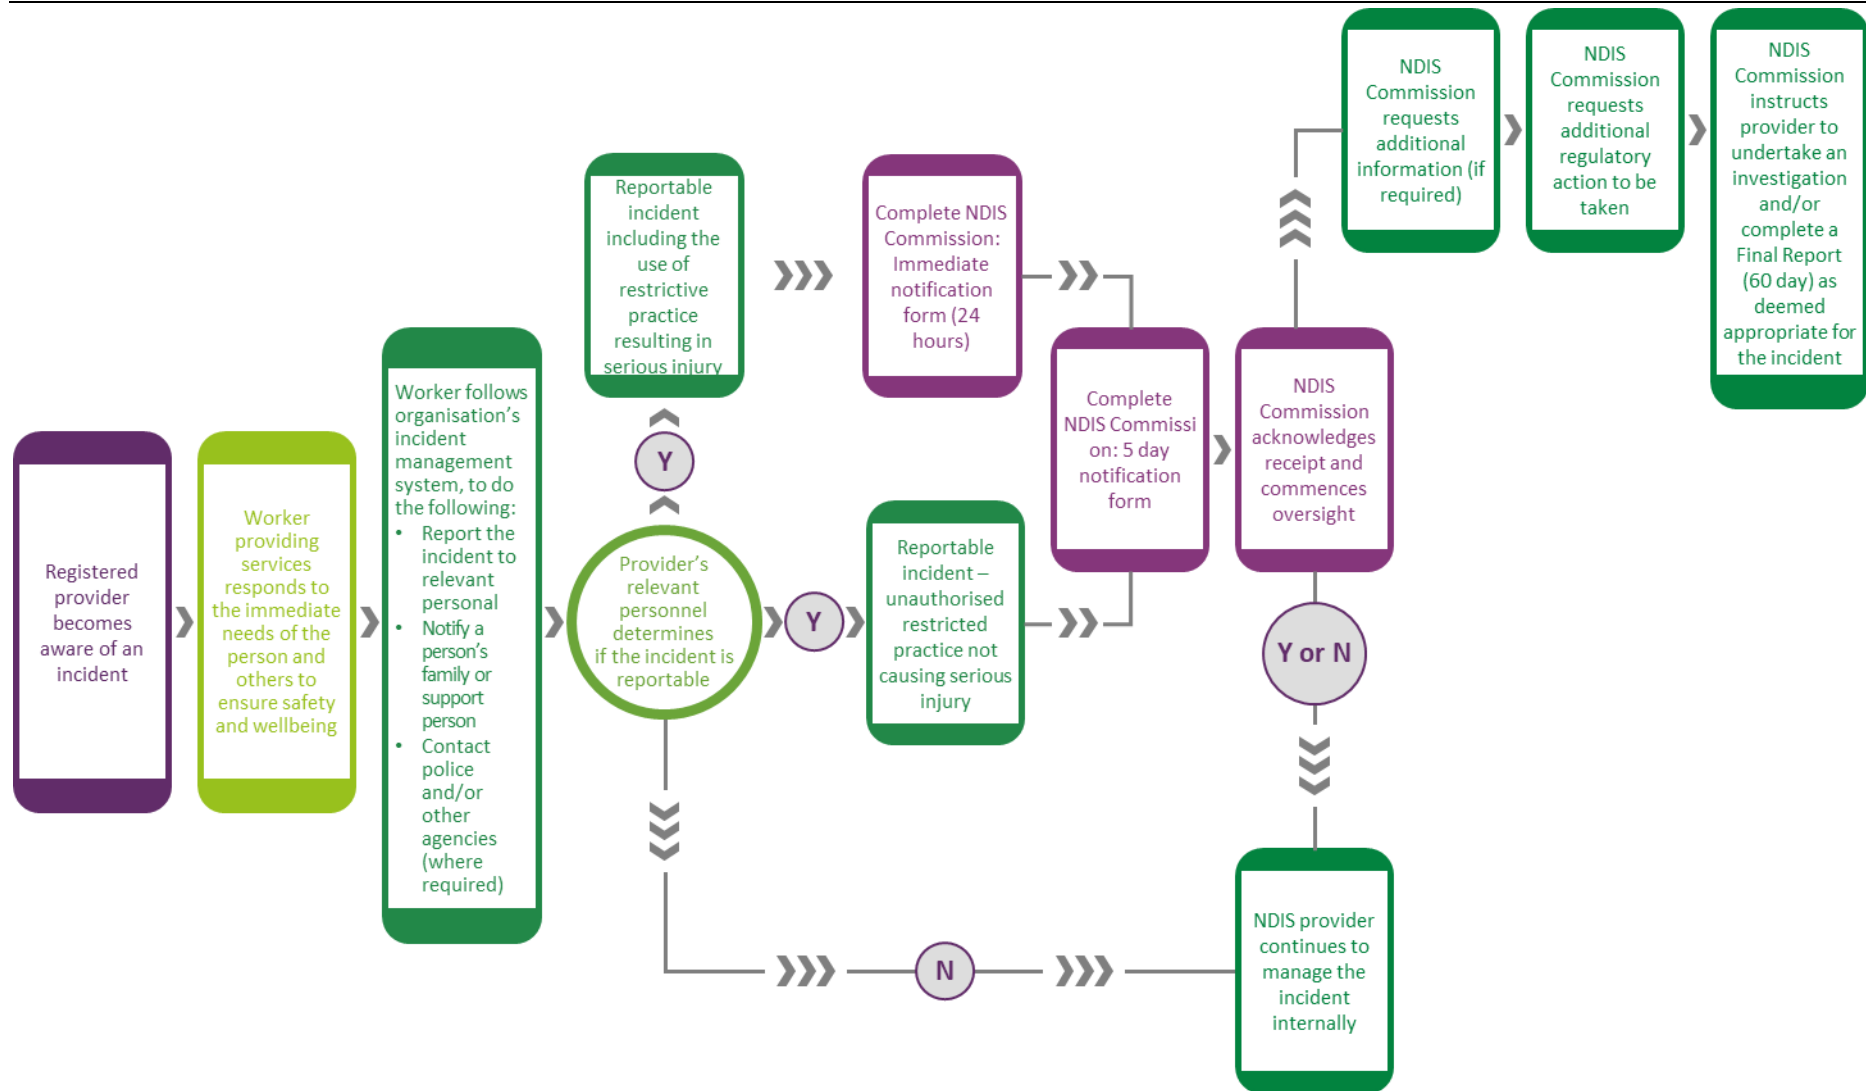 Registered
provider
becomes
aware of an
incident
Worker
providing
services
responds to
the immediate
needs of the
person and
others to
ensure safety
and wellbeing
Worker follows
organisation's
incident
management
system, to do
the following:
• Report the
incident to
relevant
personal
• Notify a
person's
family or
support
person
• Contact
police
and/or
other
agencies
(where
required)
Provider's
relevant
personnel
determines
if the incident is
reportable
Y
Reportable
incident
including the
use of
restrictive
practice
resulting in
serious injury
Complete NDIS
Commission:
Immediate
notification
form (24
hours)
Y
Reportable
incident –
unauthorised
restricted
practice not
causing serious
injury
Complete
NDIS Commissi
on: 5 day
notification
form
NDIS
Commission
acknowledges
receipt and
commences
oversight
NDIS
Commission
requests
additional
information (if
required)
NDIS
Commission
requests
additional
regulatory
action to be
taken
NDIS
Commission
instructs
provider to
undertake an
investigation
and/or
complete a
Final Report
(60 day) as
deemed
appropriate for
the incident
Y or N
N
NDIS provider
continues to
manage the
incident
internally